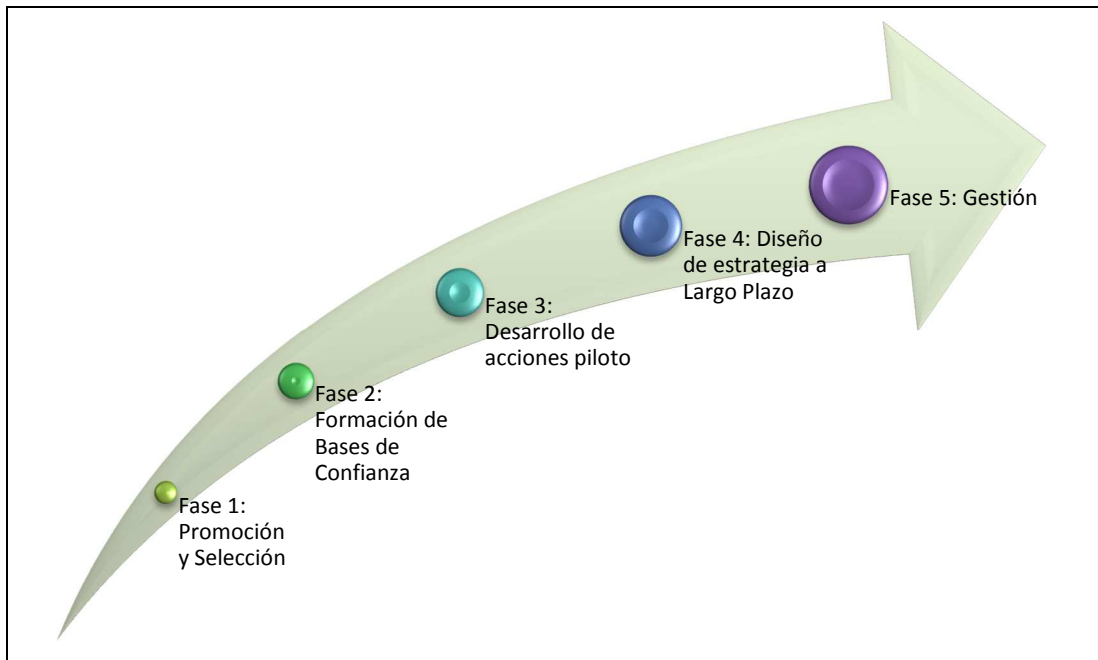 Fase 1:
Promoción
y Selección
Fase 2:
Formación de
Bases de
Confianza
Fase 3:
Desarrollo de
acciones piloto
Fase 4: Diseño
de estrategia a
Largo Plazo
Fase 5: Gestión